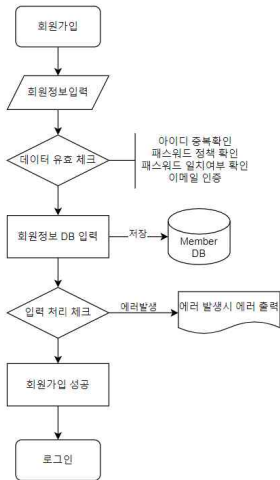 회원가입
회원정보입력
데이터 유효 체크
아이디 중복확인
패스워드 정책 확인
패스워드 일치여부 확인
이메일 인증
회원정보 DB 입력
저장
Member
DB
입력 처리 체크
에러발생
에러 발생시 에러 출력
회원가입 성공
로그인